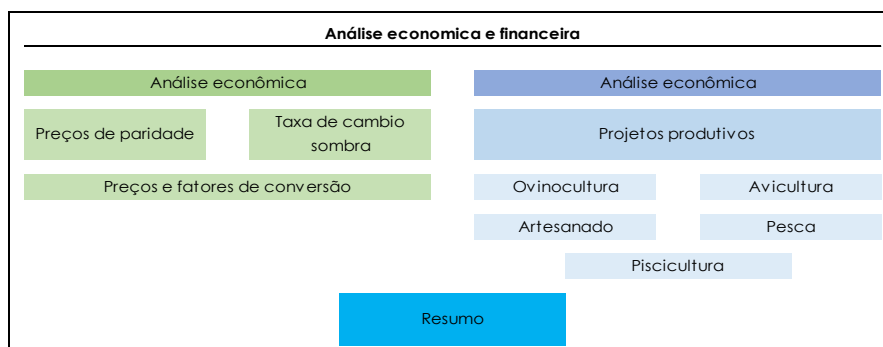 Análise economica e financeira
Análise econômica
Análise econômica
Preços de paridade
Taxa de cambio
sombra
Projetos produtivos
Preços e fatores de conversão
Ovinocultura
Avicultura
Artesanado
Pesca
Piscicultura
Resumo